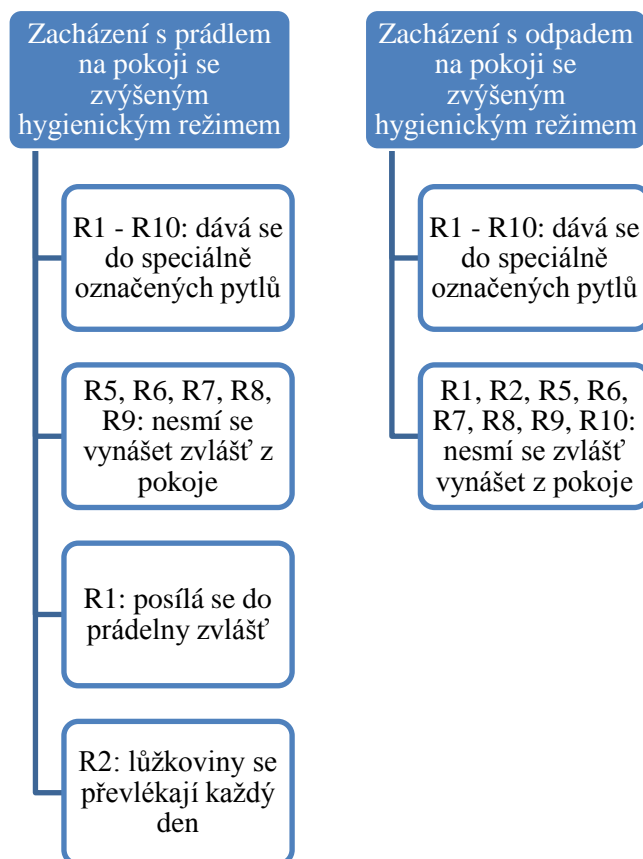 Zacházení s prádlem
na pokoji se
zvýšeným
hygienickým režimem
R1 - R10: dává se
do speciálně
označených pytlů
R5, R6, R7, R8,
R9: nesmí se
vynášet zvlášť z
pokoje
R1: posílá se do
prádelny zvlášť
R2: lůžkoviny se
převlékají každý
den
Zacházení s odpadem
na pokoji se
zvýšeným
hygienickým režimem
R1 - R10: dává se
do speciálně
označených pytlů
R1, R2, R5, R6,
R7, R8, R9, R10:
nesmí se zvlášť
vynášet z pokoje